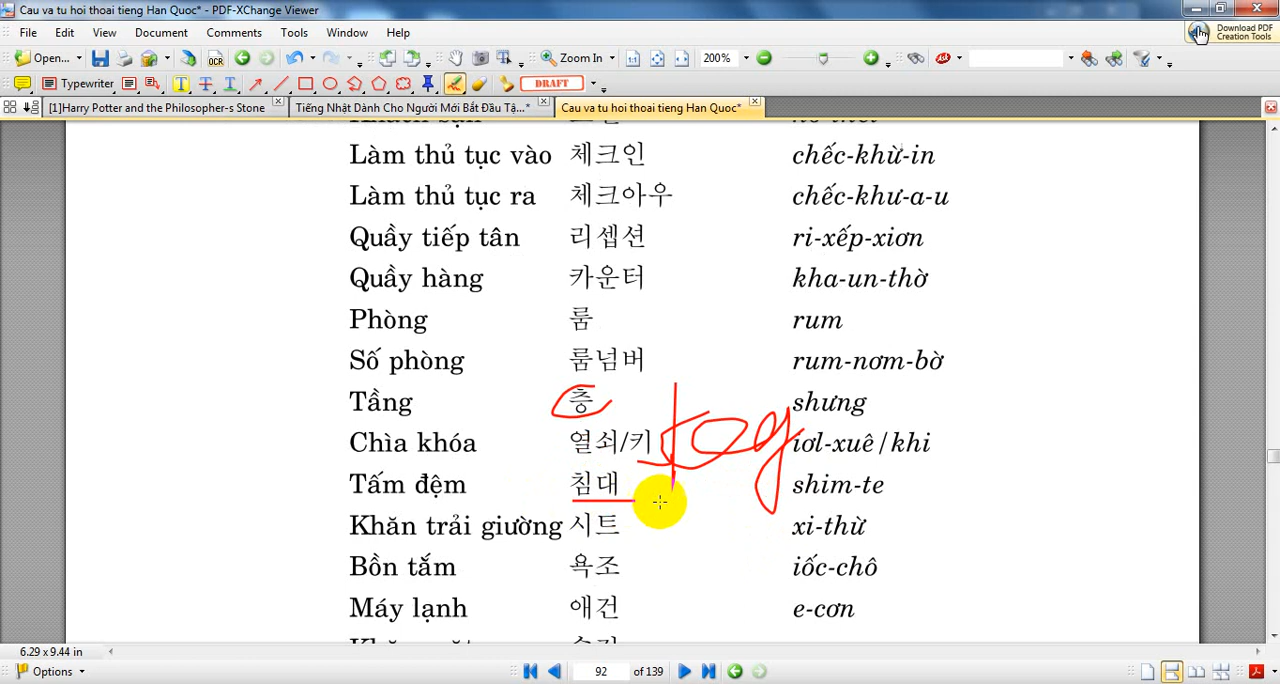 Cau va tu hoi thoai tieng Han Quoc* - PDF-XChange Viewer
File Edit View Document Comments Tools Window Help
Download PDF Creation Tools
Open... OCR Zoom In 200%
Typewriter DRAFT
[1]Harry Potter and the Philosopher-s Stone Tiếng Nhật Dành Cho Người Mới Bắt Đầu Tậ...* Cau va tu hoi thoai tieng Han Quoc*
Làm thủ tục vào 체크인 chếc-khừ-in
Làm thủ tục ra 체크아우 chếc-khư-a-u
Quầy tiếp tân 리셉션 ri-xếp-xiơn
Quầy hàng 카운터 kha-un-thờ
Phòng 룸 rum
Số phòng 룸넘버 rum-nơm-bờ
Tầng 층 shưng
Chìa khóa 열쇠/키 iơl-xuê/khi
Tấm đệm 침대 shim-te
Khăn trải giường 시트 xi-thừ
Bồn tắm 욕조 iốc-chô
Máy lạnh 애건 e-cơn
6.29 x 9.44 in
Options 92 of 139